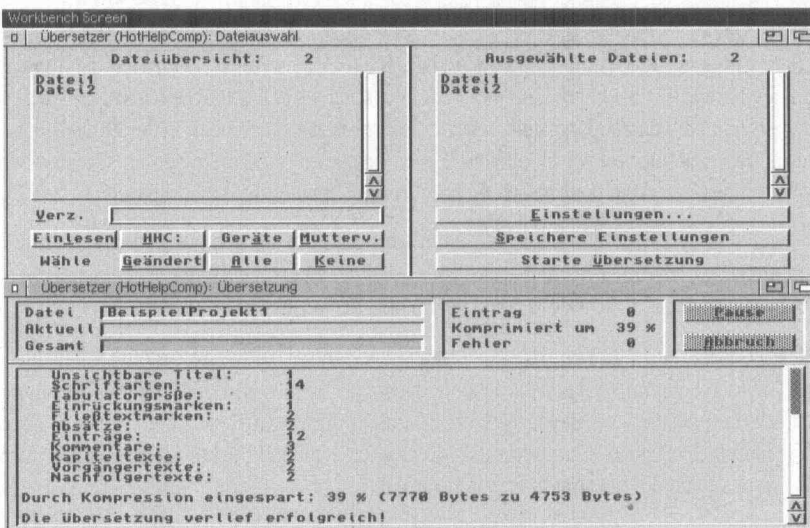 Workbench Screen
Übersetzer (HotHelpComp): Dateiauswahl
Dateiübersicht: 2
Datei1
Datei2
Verz.
Einlesen HHC: Geräte Mutterv.
Wähle Geändert Alle Keine
Ausgewählte Dateien: 2
Datei1
Datei2
Einstellungen...
Speichere Einstellungen
Starte Übersetzung
Übersetzer (HotHelpComp): Übersetzung
Datei BeispielProjekt1
Aktuell
Gesamt
Eintrag 0
Komprimiert um 39 %
Fehler 0
Pause
Abbruch
Unsichtbare Titel: 1
Schriftarten: 14
Tabulatorgröße: 1
Einrückungsmarken: 1
Fließtextmarken: 2
Absätze: 2
Einträge: 12
Kommentare: 3
Kapiteltexte: 2
Vorgängertexte: 2
Nachfolgertexte: 2
Durch Kompression eingespart: 39 % (7770 Bytes zu 4753 Bytes)
Die Übersetzung verlief erfolgreich!